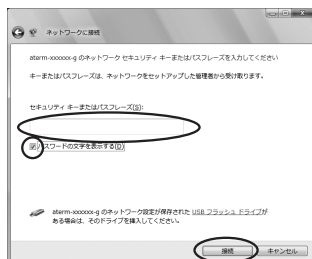 ネットワークに接続
aterm-xxxxxx-g のネットワーク セキュリティ キーまたはパスフレーズを入力してください
キーまたはパスフレーズは、ネットワークをセットアップした管理者から受け取ります。
セキュリティ キーまたはパスフレーズ(S):
パスワードの文字を表示する(D)
aterm-xxxxxx-g のネットワーク設定が保存された USB フラッシュ ドライブが
ある場合は、そのドライブを挿入してください。
接続 キャンセル